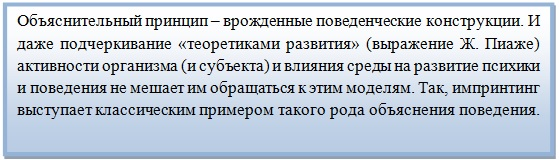 Объяснительный принцип – врожденные поведенческие конструкции. И
даже подчеркивание «теоретиками развития» (выражение Ж. Пиаже)
активности организма (и субъекта) и влияния среды на развитие психики
и поведения не мешает им обращаться к этим моделям. Так, импринтинг
выступает классическим примером такого рода объяснения поведения.